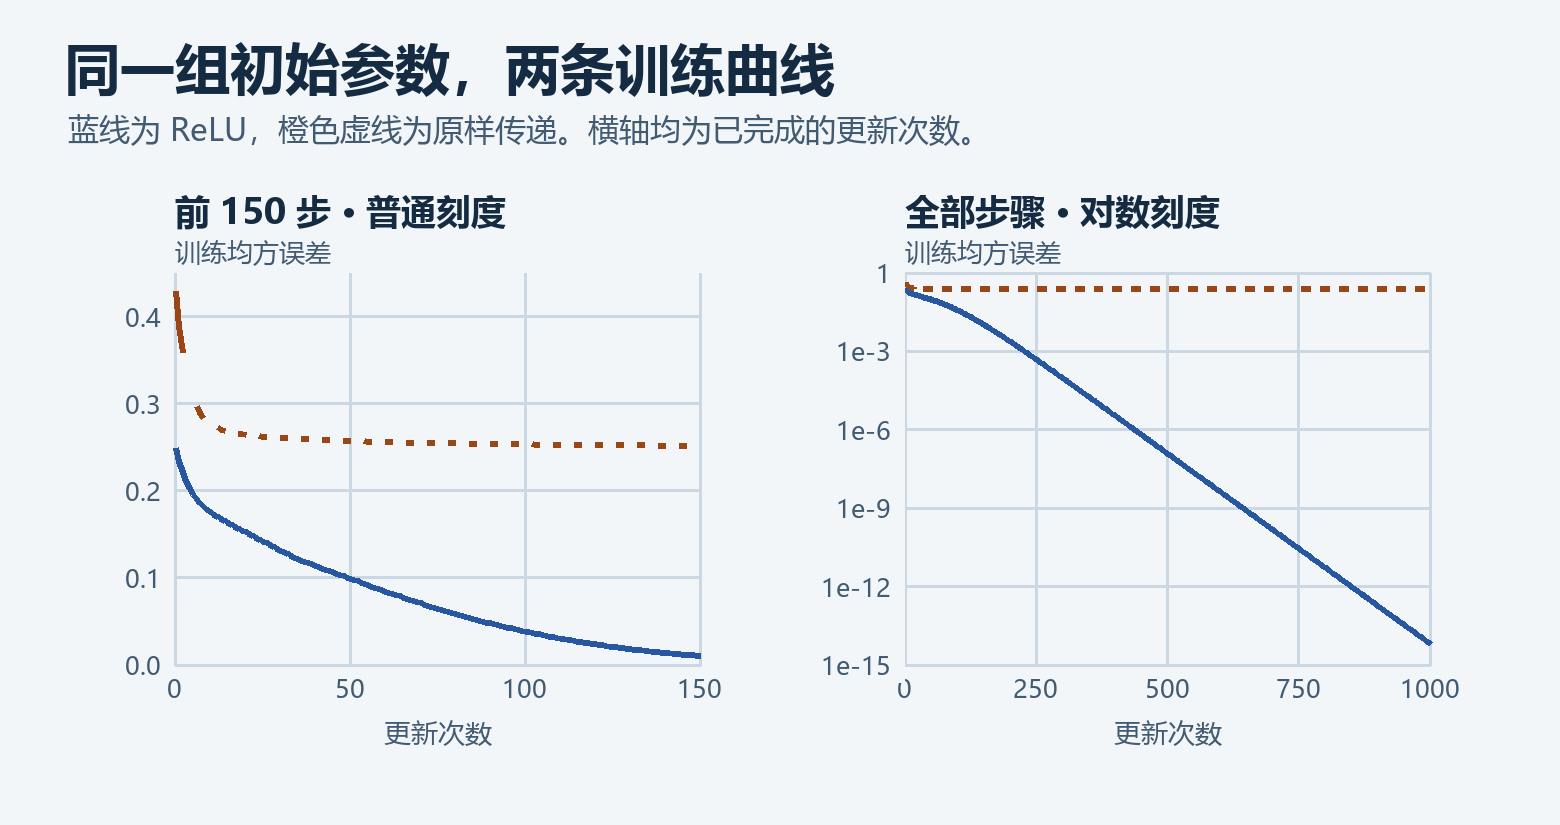 同一组初始参数，两条训练曲线
蓝线为 ReLU，橙色虚线为原样传递。横轴均为已完成的更新次数。
前 150 步 • 普通刻度
训练均方误差
0.4
0.3
0.2
0.1
0.0
0 50 100 150
更新次数
全部步骤 • 对数刻度
训练均方误差
1
1e-3
1e-6
1e-9
1e-12
1e-15
0 250 500 750 1000
更新次数